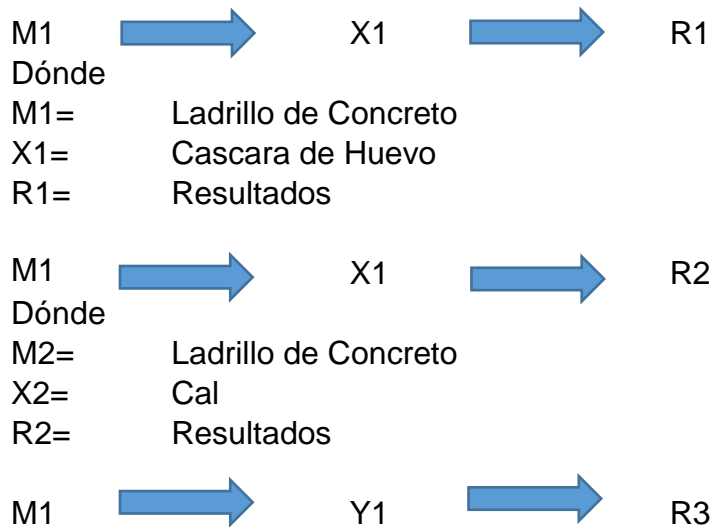 M1 X1 R1
Dónde
M1= Ladrillo de Concreto
X1= Cascara de Huevo
R1= Resultados
M1 X1 R2
Dónde
M2= Ladrillo de Concreto
X2= Cal
R2= Resultados
M1 Y1 R3